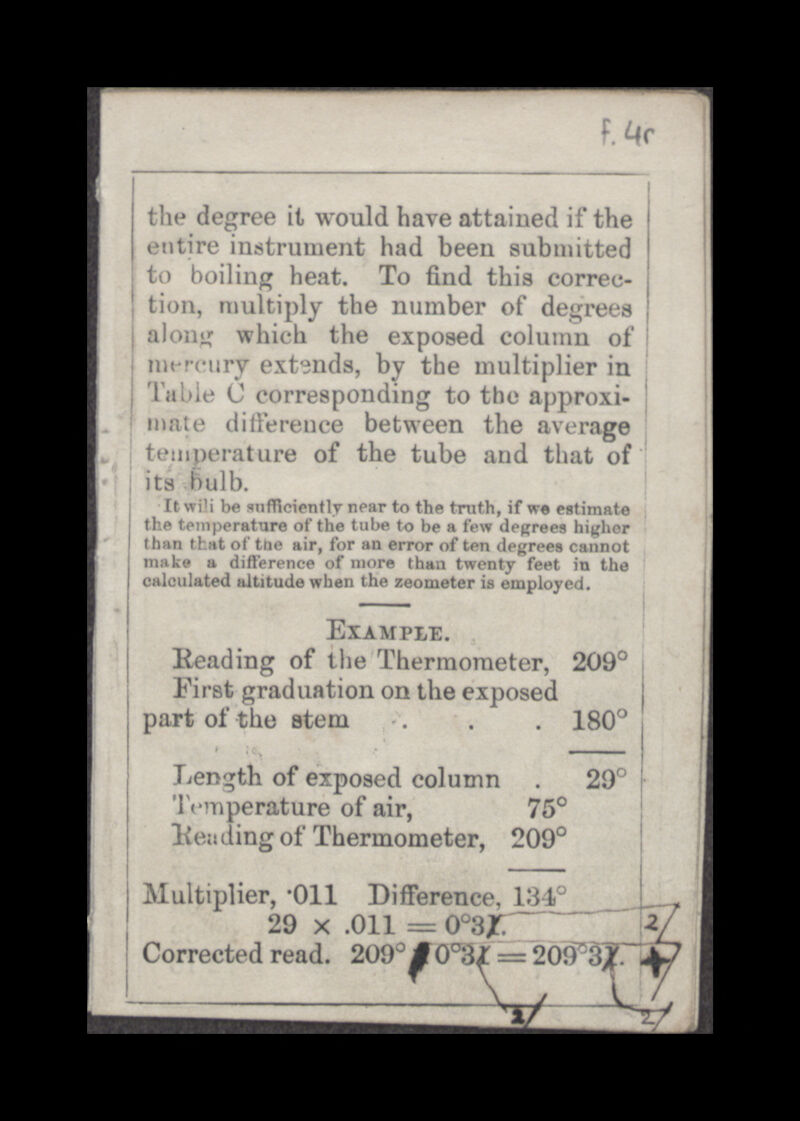 f. 4r
the degree it would have attained if the
entire instrument had been submitted
to boiling heat. To find this correc-
tion, multiply the number of degrees
along which the exposed column of
mercury extends, by the multiplier in
Table C corresponding to the approxi-
mate difference between the average
temperature of the tube and that of
its bulb.
It will be sufficiently near to the truth, if we estimate
the temperature of the tube to be a few degrees higher
than that of the air, for an error of ten degrees cannot
make a difference of more than twenty feet in the
calculated altitude when the zeometer is employed.
EXAMPLE.
Reading of the Thermometer, 209°
First graduation on the exposed
part of the stem . . . 180°
Length of exposed column . 29°
Temperature of air, 75°
Reading of Thermometer, 209°
Multiplier, ·011 Difference, 134°
29 × .011 = 0°3 . 2/
Corrected read. 209° 0°3 = 209°3 . +/
2/ 2/